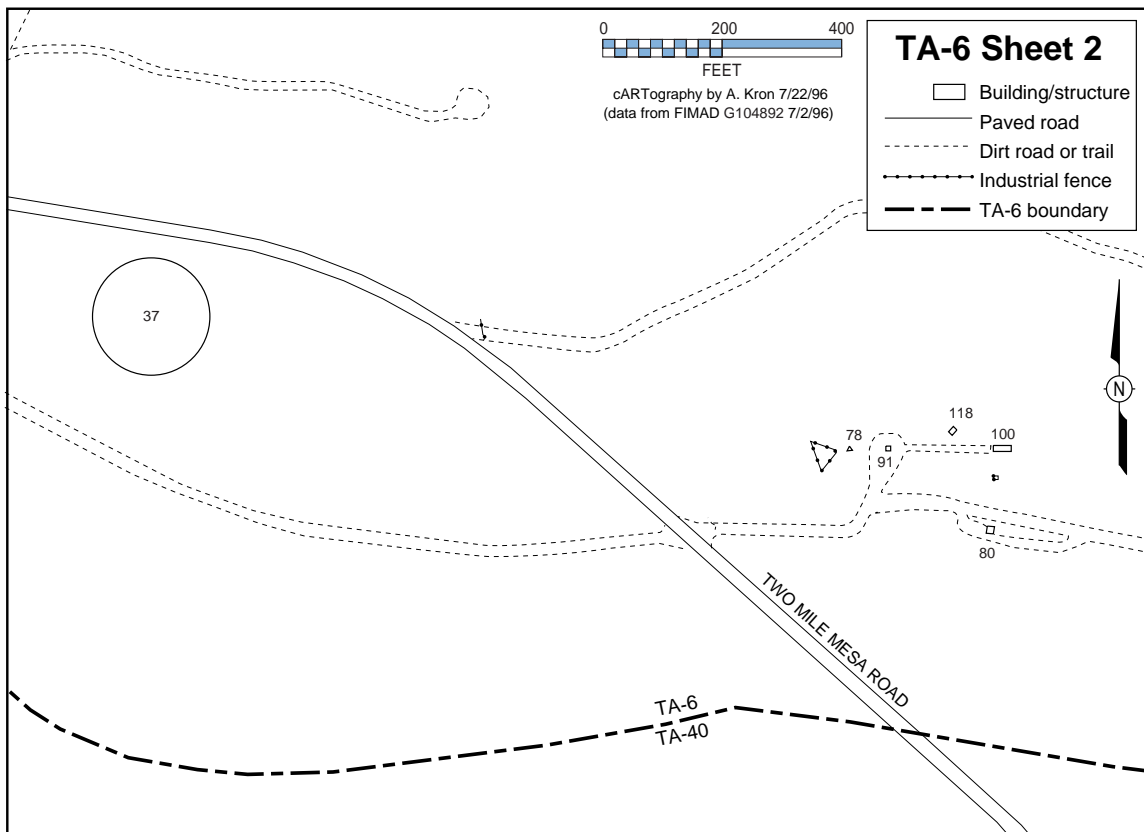 0 200 400
FEET
cARTography by A. Kron 7/22/96
(data from FIMAD G104892 7/2/96)
TA-6 Sheet 2
Building/structure
Paved road
Dirt road or trail
Industrial fence
TA-6 boundary
37
N
118
78
100
91
80
TWO MILE MESA ROAD
TA-6
TA-40